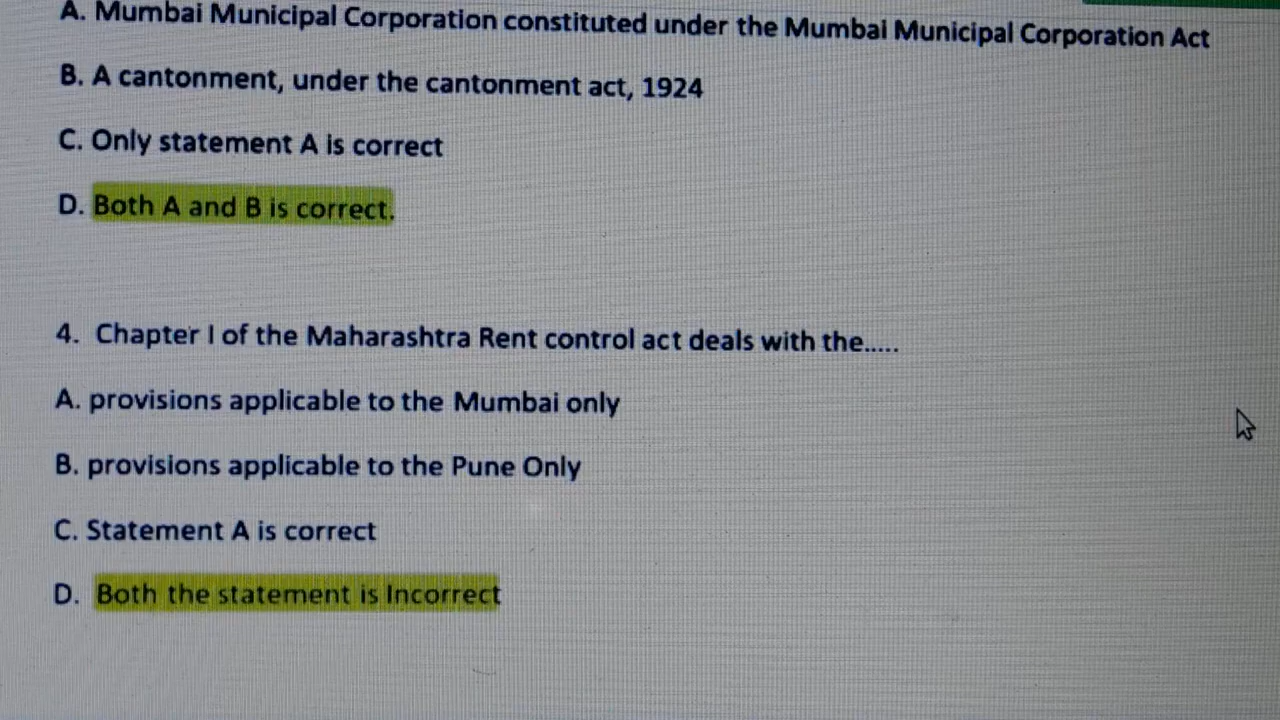 A. Mumbai Municipal Corporation constituted under the Mumbai Municipal Corporation Act
B. A cantonment, under the cantonment act, 1924
C. Only statement A is correct
D. Both A and B is correct.
4. Chapter I of the Maharashtra Rent control act deals with the.....
A. provisions applicable to the Mumbai only
B. provisions applicable to the Pune Only
C. Statement A is correct
D. Both the statement is Incorrect